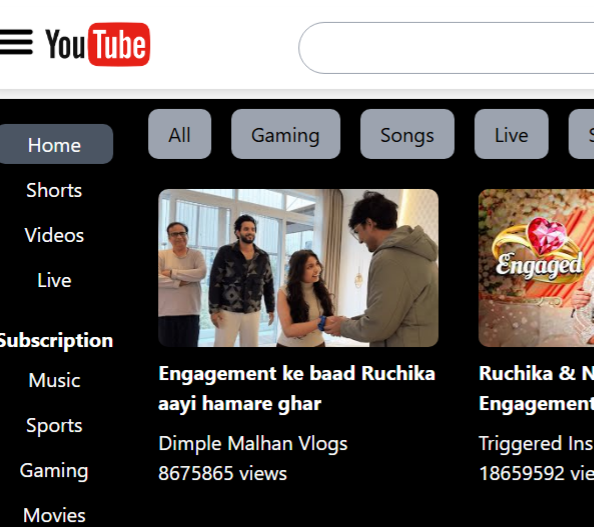 YouTube
All
Gaming
Songs
Live
Home
Shorts
Videos
Live
Subscription
Music
Sports
Gaming
Movies
Engaged
Engagement ke baad Ruchika
aayi hamare ghar
Dimple Malhan Vlogs
8675865 views
Ruchika & N
Engagement
Triggered Ins
18659592 vie